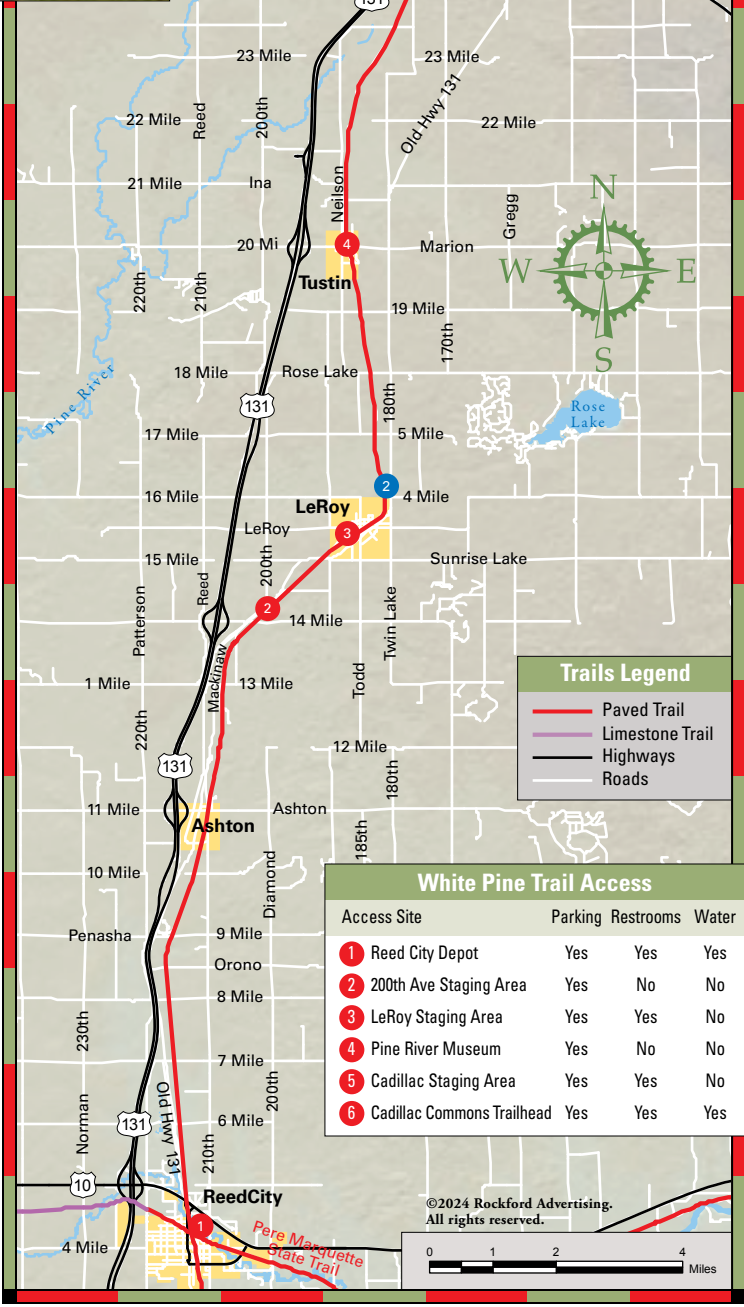 131
23 Mile
23 Mile
Old Hwy 131
22 Mile
Reed
200th
22 Mile
21 Mile
Ina
Neilson
Gregg
N
W
E
S
20 Mi
4
Marion
Tustin
220th
210th
19 Mile
170th
18 Mile
Rose Lake
180th
Pine River
131
Rose
Lake
17 Mile
5 Mile
2
16 Mile
4 Mile
LeRoy
LeRoy
3
15 Mile
200th
Sunrise Lake
Reed
Patterson
2
14 Mile
Twin Lake
Mackinaw
Todd
1 Mile
13 Mile
220th
12 Mile
131
180th
Trails Legend
Paved Trail
Limestone Trail
Highways
Roads
11 Mile
Ashton
Ashton
185th
10 Mile
Diamond
Penasha
9 Mile
Orono
8 Mile
230th
7 Mile
200th
Norman
131
Old Hwy 131
6 Mile
210th
10
ReedCity
1
Pere Marquette
State Trail
4 Mile
White Pine Trail Access
Access Site Parking Restrooms Water
1 Reed City Depot Yes Yes Yes
2 200th Ave Staging Area Yes No No
3 LeRoy Staging Area Yes Yes No
4 Pine River Museum Yes No No
5 Cadillac Staging Area Yes Yes No
6 Cadillac Commons Trailhead Yes Yes Yes
©2024 Rockford Advertising.
All rights reserved.
0 1 2 4
Miles